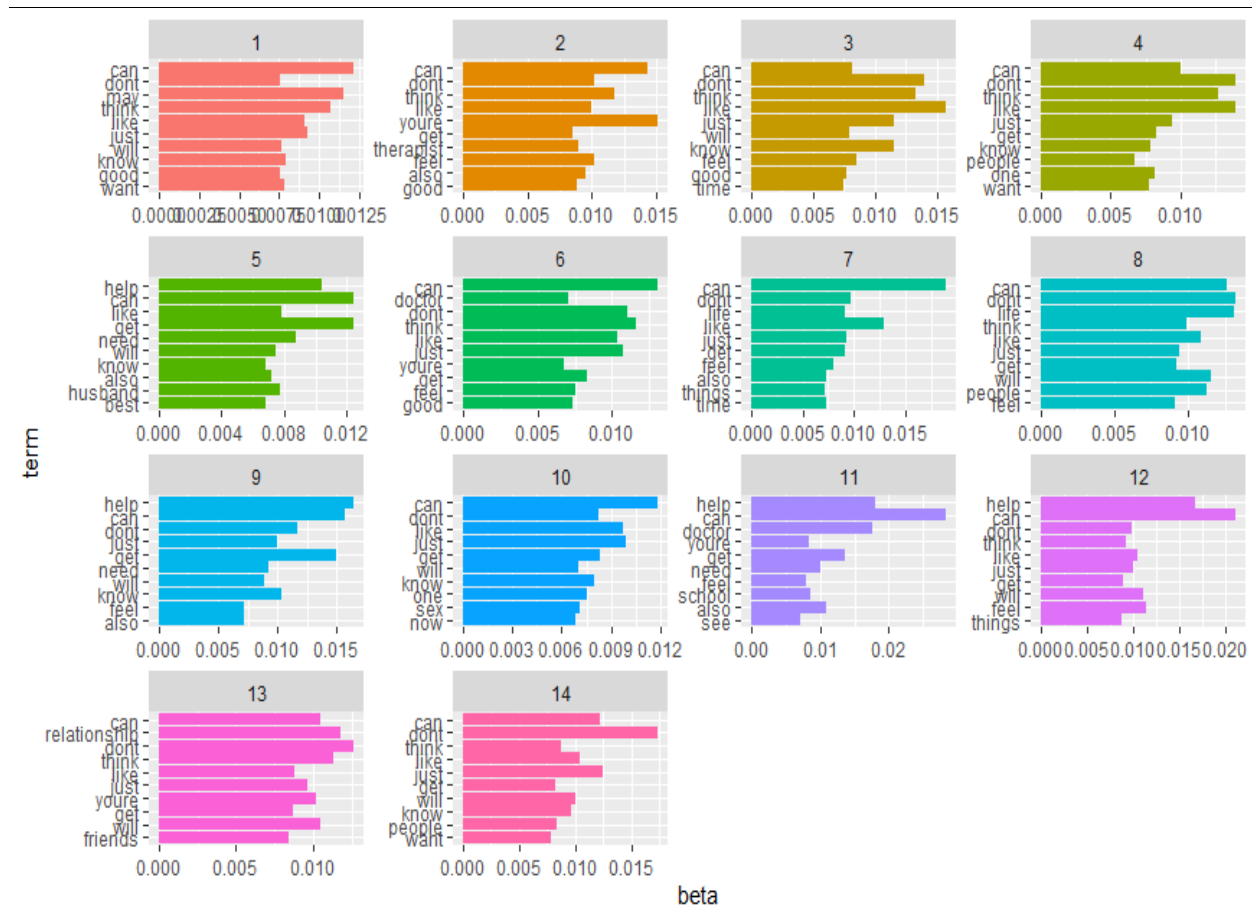 1
can
dont
may
think
like
just
will
know
good
want
0.0000 0.0025 0.0050 0.0075 0.0100 0.0125
2
can
dont
think
like
youre
get
therapist
feel
also
good
0.000 0.005 0.010 0.015
3
can
dont
think
like
just
will
know
feel
good
time
0.000 0.005 0.010 0.015
4
can
dont
think
like
just
get
know
people
one
want
0.000 0.005 0.010
5
help
can
like
get
need
will
know
also
husband
best
0.000 0.004 0.008 0.012
6
can
doctor
dont
think
like
just
youre
get
feel
good
0.000 0.005 0.010
7
can
dont
life
like
just
get
feel
also
things
time
0.000 0.005 0.010 0.015
8
can
dont
life
think
like
just
get
will
people
feel
0.000 0.005 0.010
term
9
help
can
dont
just
get
need
will
know
feel
also
0.000 0.005 0.010 0.015
10
can
dont
like
just
get
will
know
one
sex
now
0.000 0.003 0.006 0.009 0.012
11
help
can
doctor
youre
get
need
feel
school
also
see
0.00 0.01 0.02
12
help
can
dont
think
like
just
get
will
feel
things
0.000 0.005 0.010 0.015 0.020
13
can
relationship
dont
think
like
just
youre
get
will
friends
0.000 0.005 0.010
14
can
dont
think
like
just
get
will
know
people
want
0.000 0.005 0.010 0.015
beta